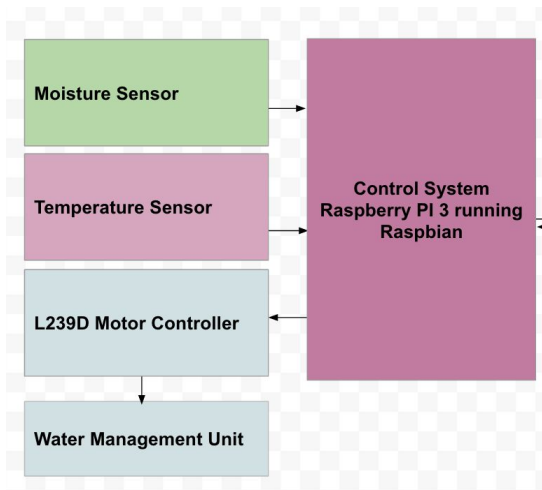 Moisture Sensor
Temperature Sensor
L239D Motor Controller
Water Management Unit
Control System
Raspberry PI 3 running
Raspbian